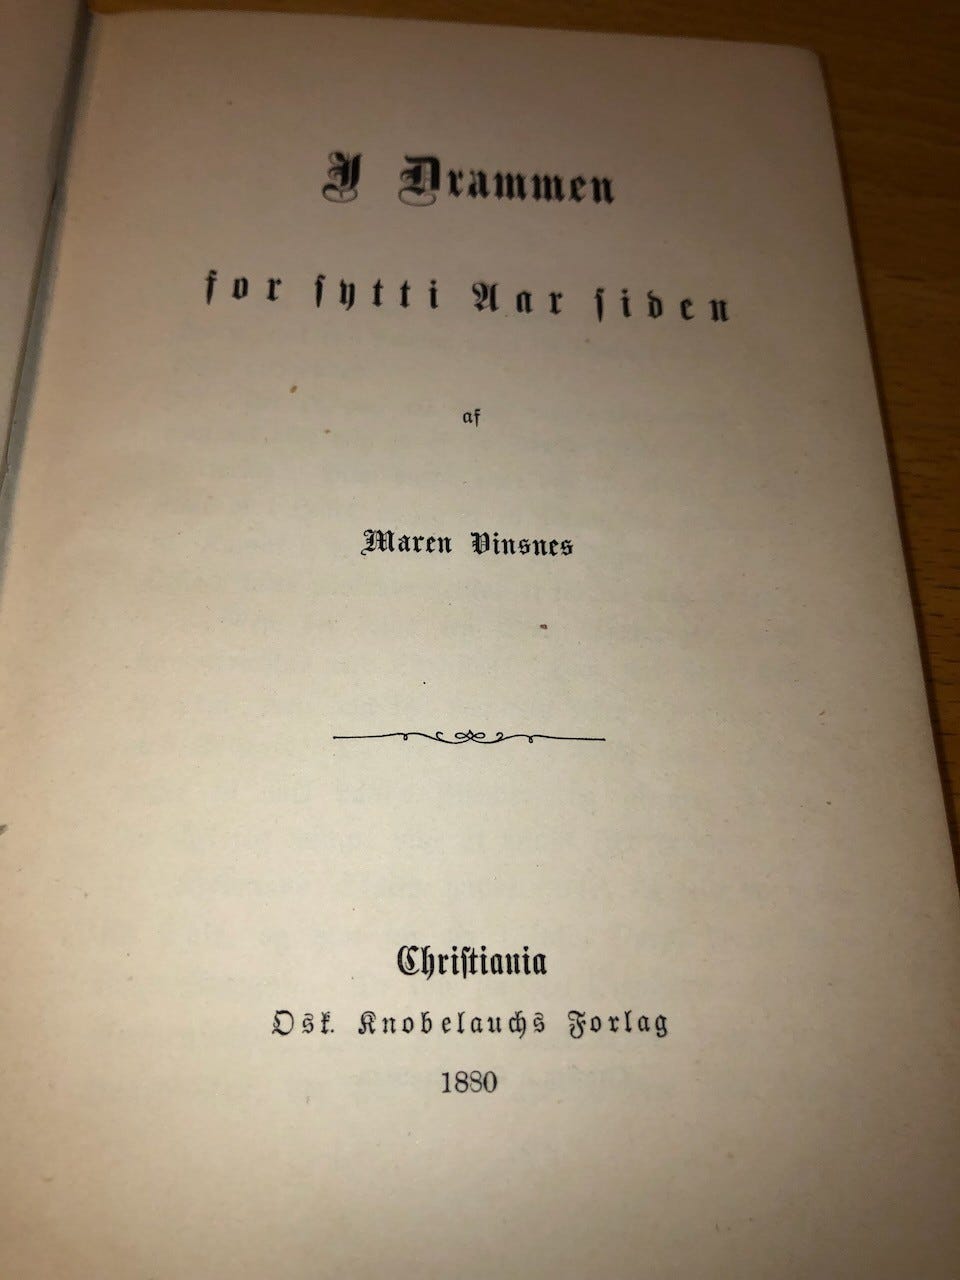 I Drammen
for sytti Aar siden
af
Maren Vinsnes
Christiania
Osk. Knobelauchs Forlag
1880